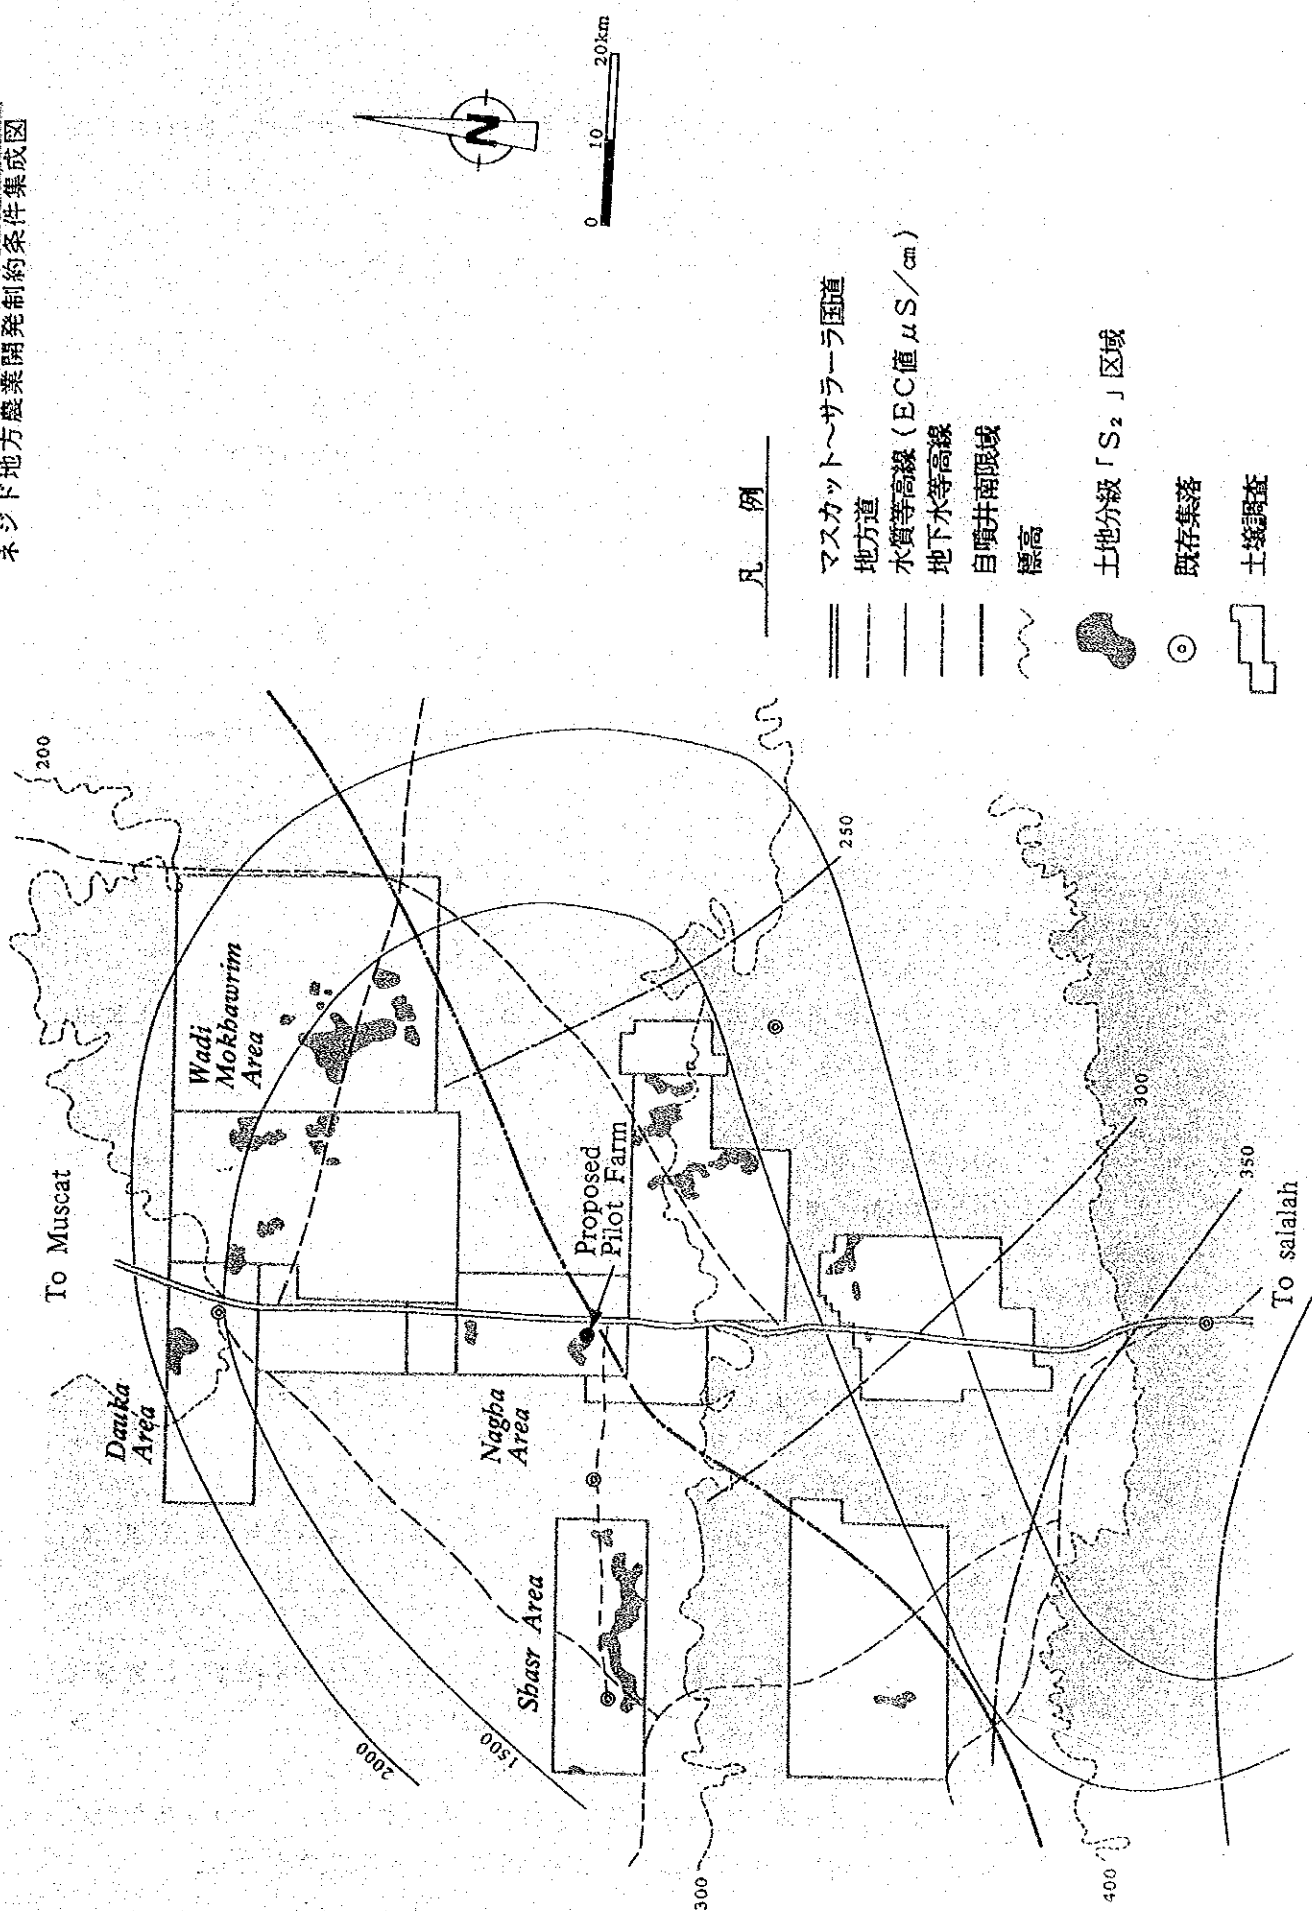 ネジド地方農業開発制約条件集成図
N
0 10 20km
凡 例
マスカット〜サラーラ国道
地方道
水質等高線(EC値μS/cm)
地下水等高線
自噴井南限域
標高
土地分級「S₂」区域
既存集落
土壌調査
To Muscat
200
Dauka
Area
Wadi
Mokhawrim
Area
Nagha
Area
Proposed
Pilot Farm
Shasr Area
2000
1500
250
300
300
350
400
To salalah